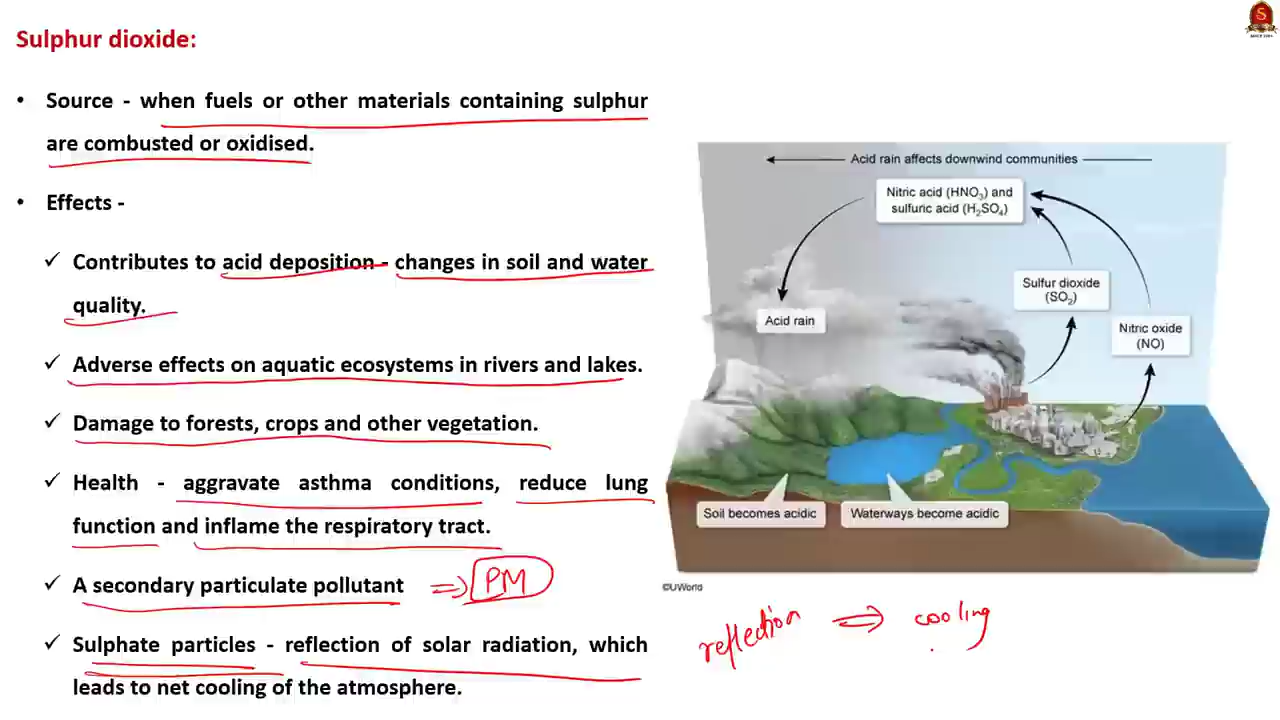 Sulphur dioxide:
• Source - when fuels or other materials containing sulphur
are combusted or oxidised.
• Effects -
✓ Contributes to acid deposition - changes in soil and water
quality.
✓ Adverse effects on aquatic ecosystems in rivers and lakes.
✓ Damage to forests, crops and other vegetation.
✓ Health - aggravate asthma conditions, reduce lung
function and inflame the respiratory tract.
✓ A secondary particulate pollutant ⇒ PM
✓ Sulphate particles - reflection of solar radiation, which
leads to net cooling of the atmosphere.
Acid rain affects downwind communities
Nitric acid (HNO₃) and
sulfuric acid (H₂SO₄)
Sulfur dioxide
(SO₂)
Acid rain
Nitric oxide
(NO)
Soil becomes acidic
Waterways become acidic
©UWorld
reflection ⇒ cooling
S